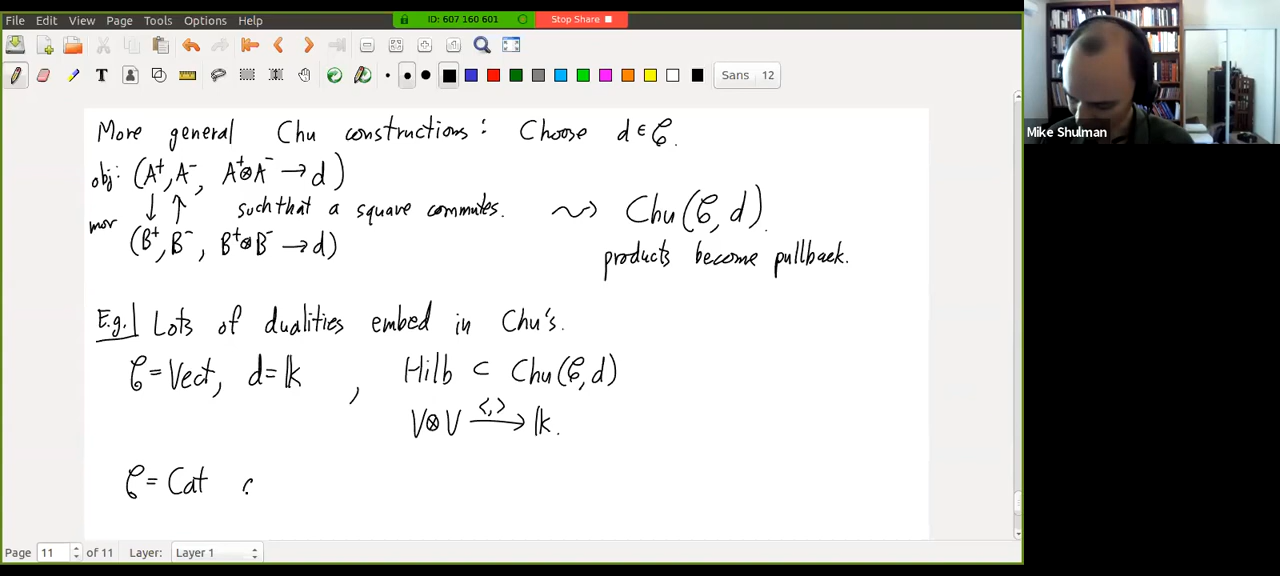 File Edit View Page Tools Options Help
ID: 607 160 601 Stop Share
Sans 12
More general Chu constructions: Choose d ∈ 𝒞.
obj: (A⁺, A⁻, A⁺⊗A⁻ → d)
mor ↓ ↑ such that a square commutes. ⤳ Chu(𝒞, d).
(B⁺, B⁻, B⁺⊗B⁻ → d)
products become pullback.
E.g. Lots of dualities embed in Chu's.
𝒞 = Vect, d = 𝕜 , Hilb ⊂ Chu(𝒞, d)
V⊗V —<,>→ 𝕜.
𝒞 = Cat
Page 11 of 11 Layer: Layer 1
Mike Shulman